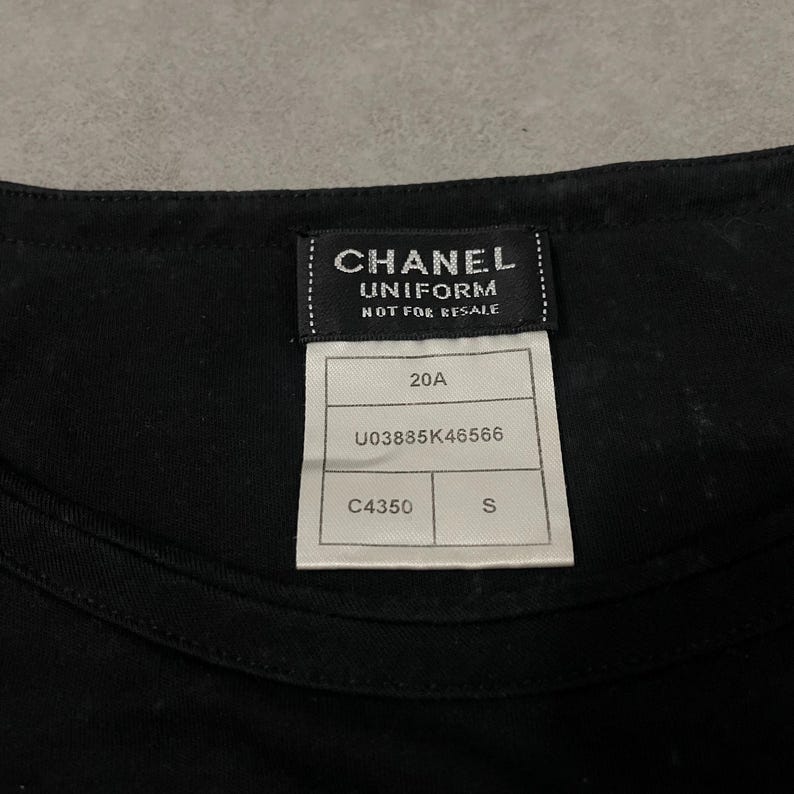 CHANEL
UNIFORM
NOT FOR RESALE
20A
U03885K46566
C4350 S